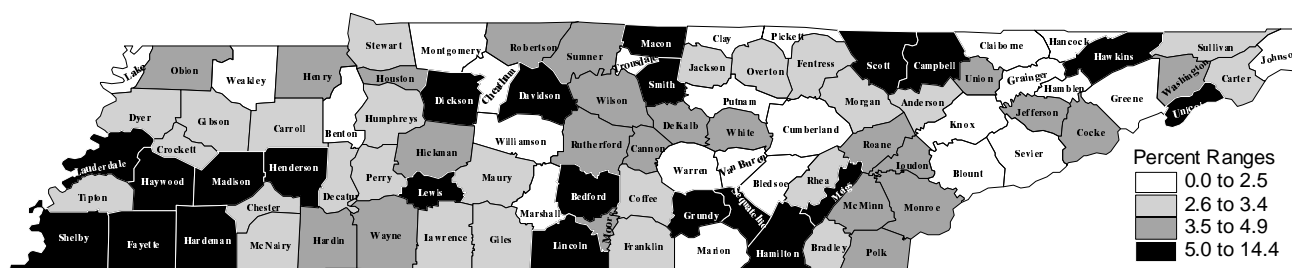 Stewart
Montgomery
Robertson
Sumner
Macon
Clay
Pickett
Claiborne
Hancock
Hawkins
Sullivan
Johnson
Lake
Obion
Weakley
Henry
Houston
Cheatham
Trousdale
Smith
Jackson
Overton
Fentress
Scott
Campbell
Union
Grainger
Hamblen
Washington
Carter
Dickson
Davidson
Wilson
Putnam
Morgan
Anderson
Jefferson
Greene
Unicoi
Dyer
Gibson
Carroll
Benton
Humphreys
Williamson
DeKalb
White
Cumberland
Knox
Cocke
Crockett
Hickman
Rutherford
Cannon
Roane
Loudon
Sevier
Lauderdale
Haywood
Madison
Henderson
Decatur
Perry
Lewis
Maury
Warren
Van Buren
Bledsoe
Rhea
Meigs
Blount
Tipton
Chester
Marshall
Bedford
Coffee
Grundy
Sequatchie
McMinn
Monroe
Shelby
Fayette
Hardeman
McNairy
Hardin
Wayne
Lawrence
Giles
Lincoln
Moore
Franklin
Marion
Hamilton
Bradley
Polk
Percent Ranges
0.0 to 2.5
2.6 to 3.4
3.5 to 4.9
5.0 to 14.4